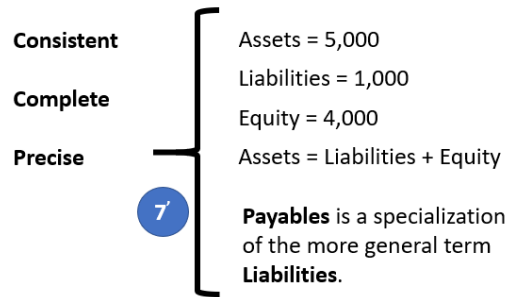 Consistent
Complete
Precise
7′
Assets = 5,000
Liabilities = 1,000
Equity = 4,000
Assets = Liabilities + Equity
Payables is a specialization
of the more general term
Liabilities.